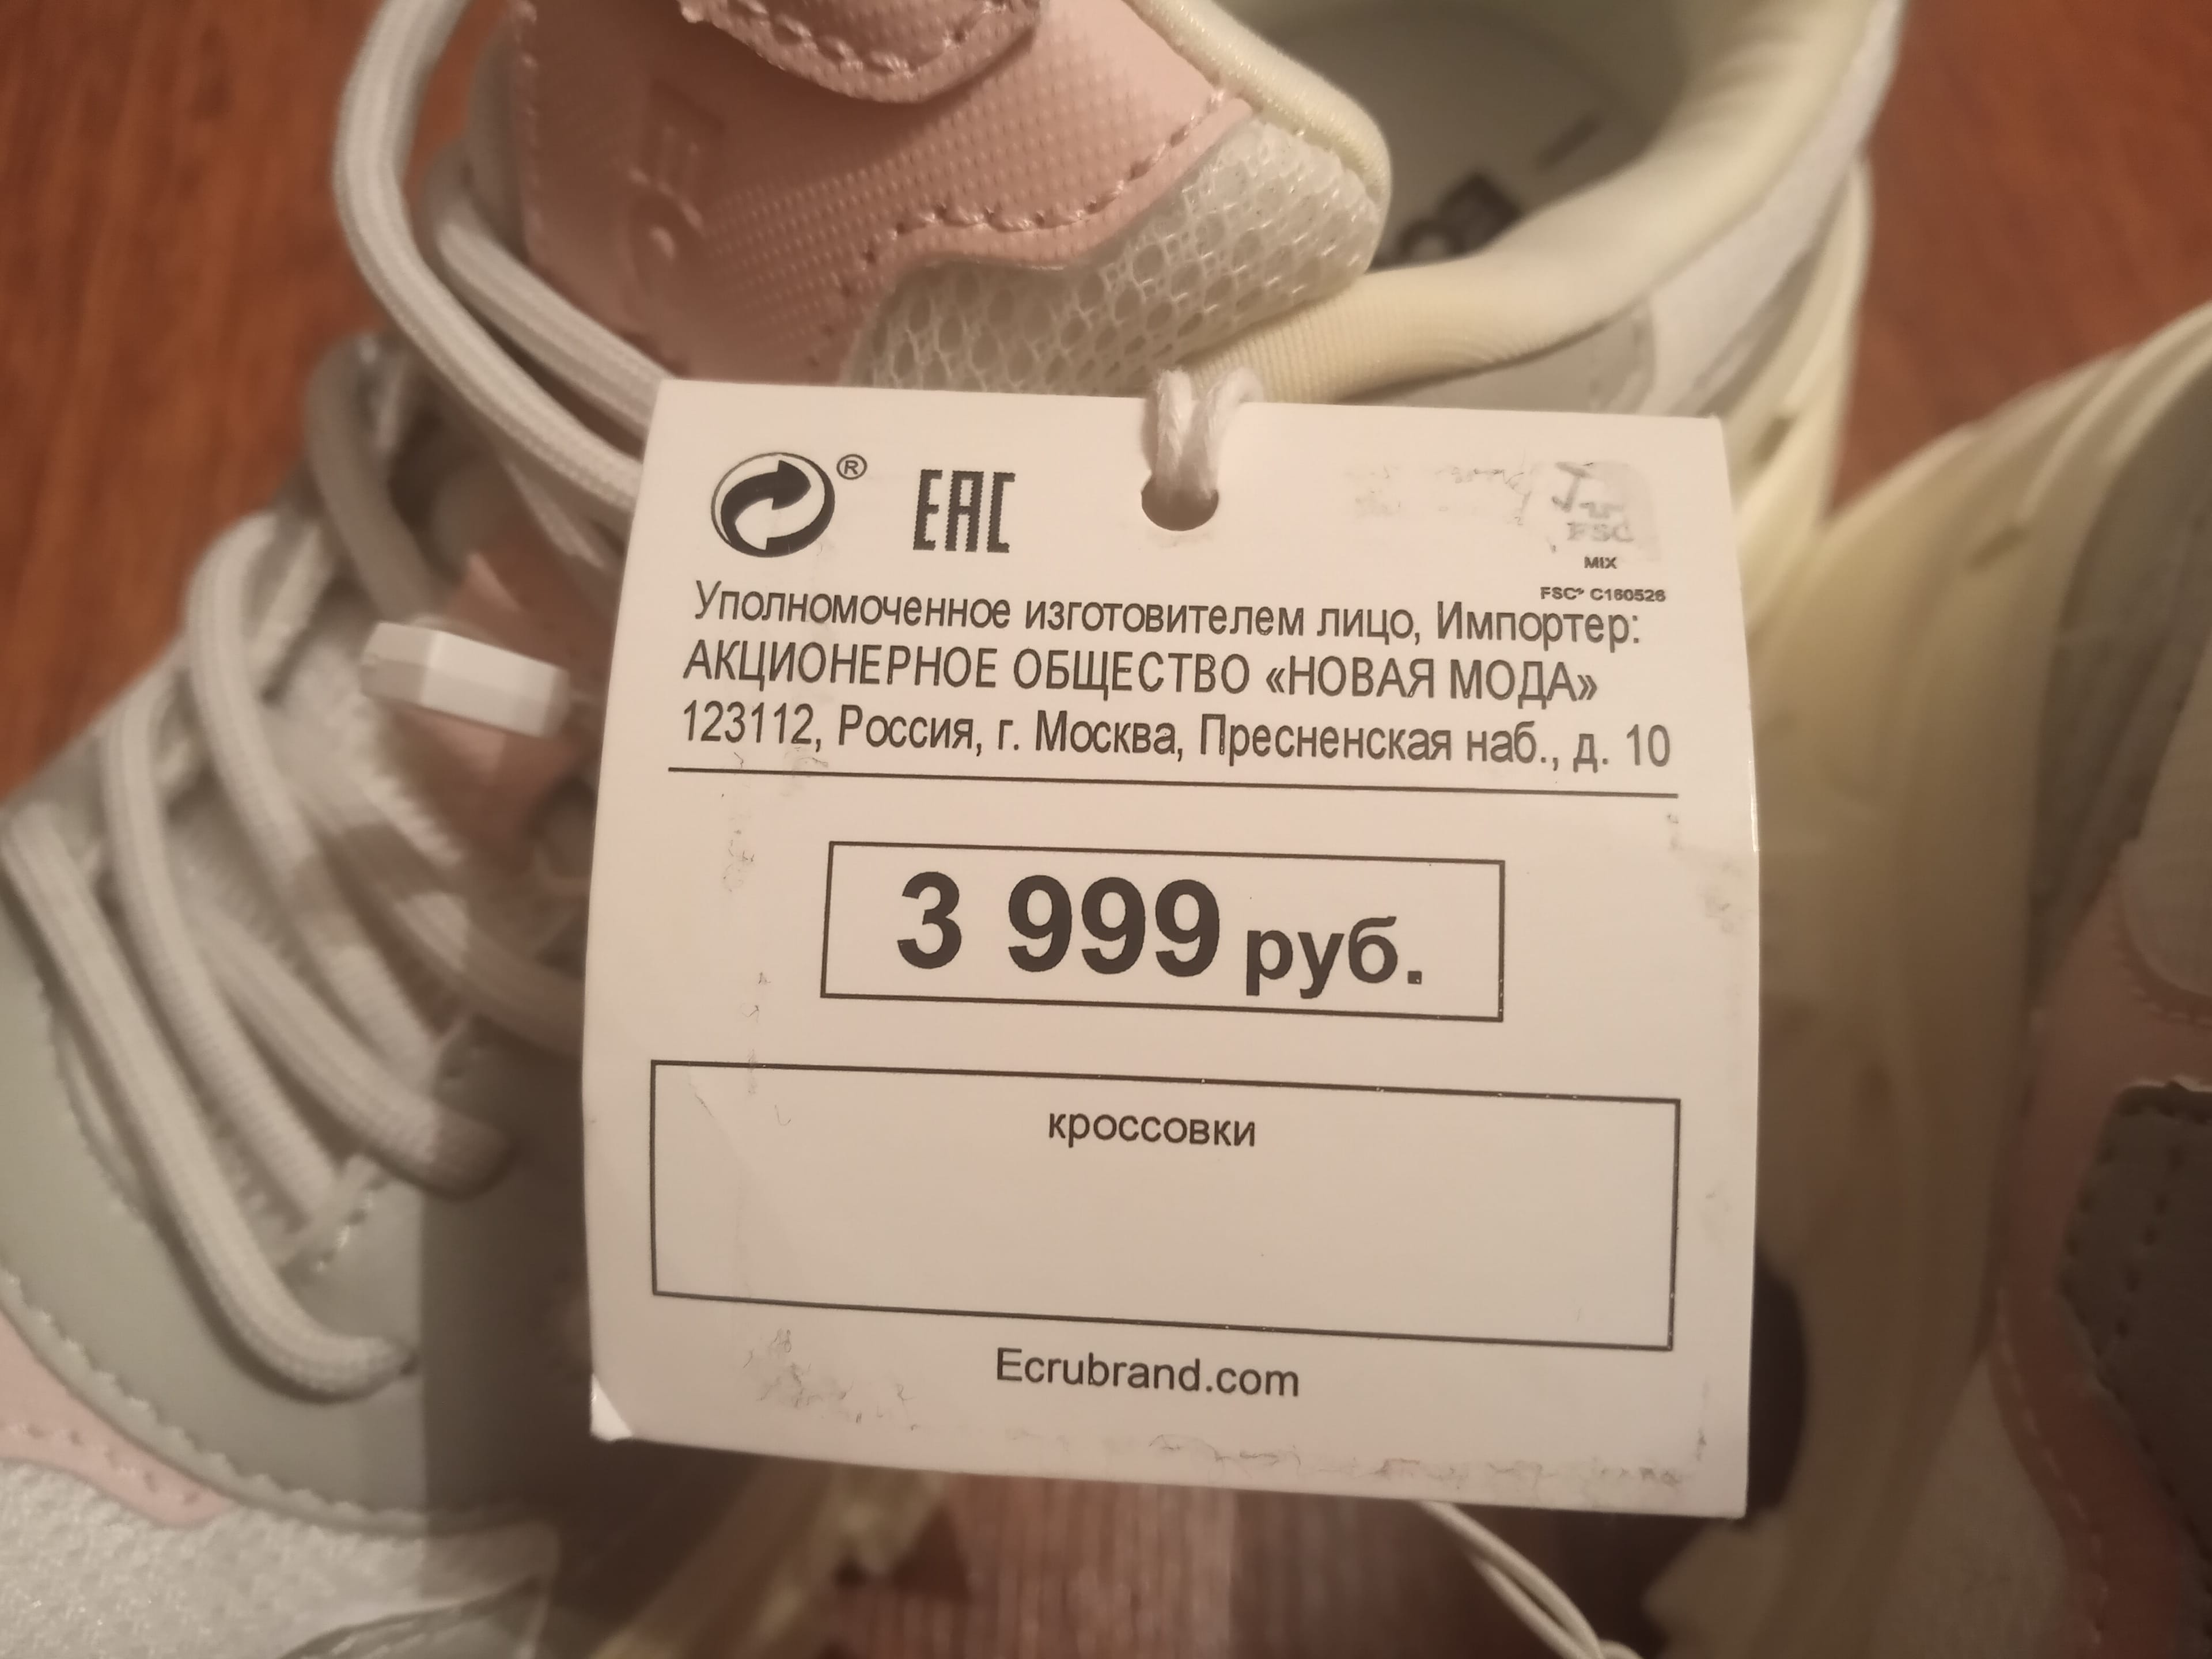 ® EAC
FSC
MIX
FSC® C160526
Уполномоченное изготовителем лицо, Импортер:
АКЦИОНЕРНОЕ ОБЩЕСТВО «НОВАЯ МОДА»
123112, Россия, г. Москва, Пресненская наб., д. 10
3 999 руб.
кроссовки
Ecrubrand.com